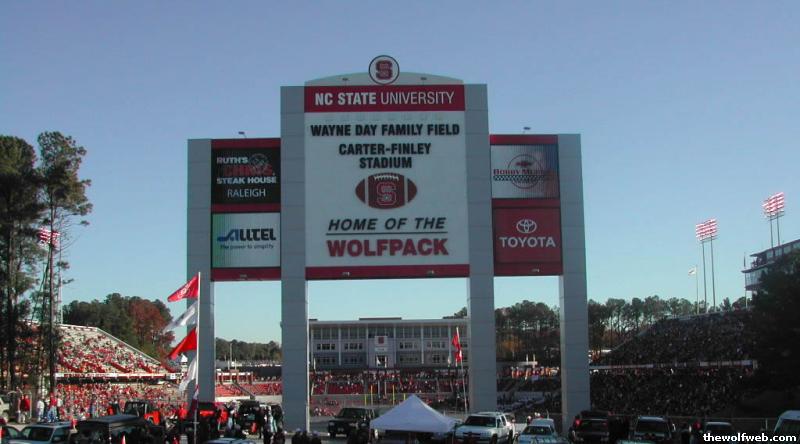 S
NC STATE UNIVERSITY
WAYNE DAY FAMILY FIELD
CARTER-FINLEY
STADIUM
S
HOME OF THE
WOLFPACK
RUTH'S
CHRIS
STEAK HOUSE
RALEIGH
ALLTEL
The power to simplify
TOYOTA
thewolfweb.com